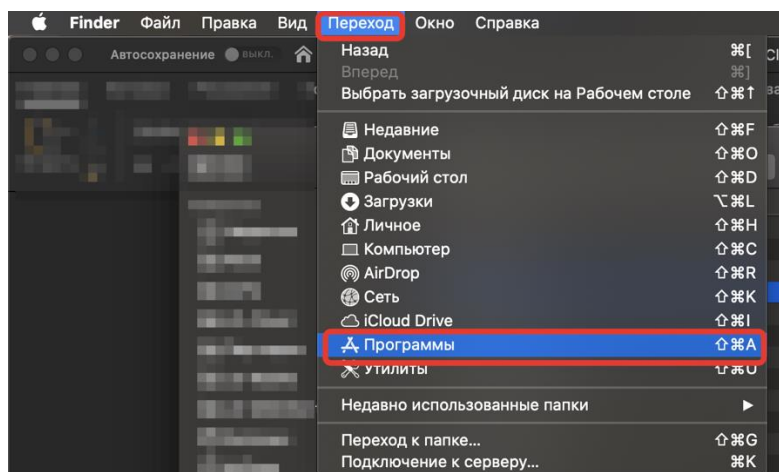 Finder Файл Правка Вид Переход Окно Справка
Автосохранение выкл.
Назад ⌘[
Вперед ⌘]
Выбрать загрузочный диск на Рабочем столе ⇧⌘↑
Недавние ⇧⌘F
Документы ⇧⌘O
Рабочий стол ⇧⌘D
Загрузки ⌥⌘L
Личное ⇧⌘H
Компьютер ⇧⌘C
AirDrop ⇧⌘R
Сеть ⇧⌘K
iCloud Drive ⇧⌘I
Программы ⇧⌘A
Утилиты ⇧⌘U
Недавно использованные папки ▶
Переход к папке... ⇧⌘G
Подключение к серверу... ⌘K